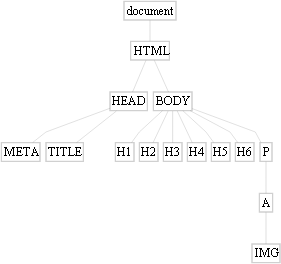 document
HTML
HEAD BODY
META TITLE H1 H2 H3 H4 H5 H6 P
A
IMG